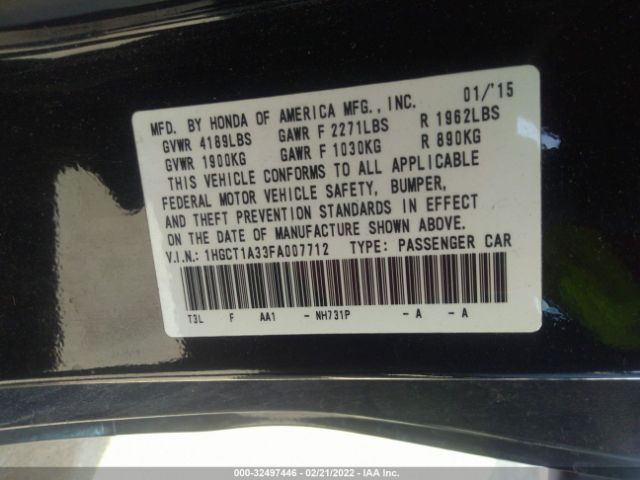 MFD. BY HONDA OF AMERICA MFG., INC. 01/'15
GVWR 4189LBS GAWR F 2271LBS R 1962LBS
GVWR 1900KG GAWR F 1030KG R 890KG
THIS VEHICLE CONFORMS TO ALL APPLICABLE
FEDERAL MOTOR VEHICLE SAFETY, BUMPER,
AND THEFT PREVENTION STANDARDS IN EFFECT
ON THE DATE OF MANUFACTURE SHOWN ABOVE.
V.I.N.: 1HGCT1A33FA007712 TYPE: PASSENGER CAR
T3L F AA1 - NH731P - A - A
000-32497446 - 02/21/2022 - IAA Inc.